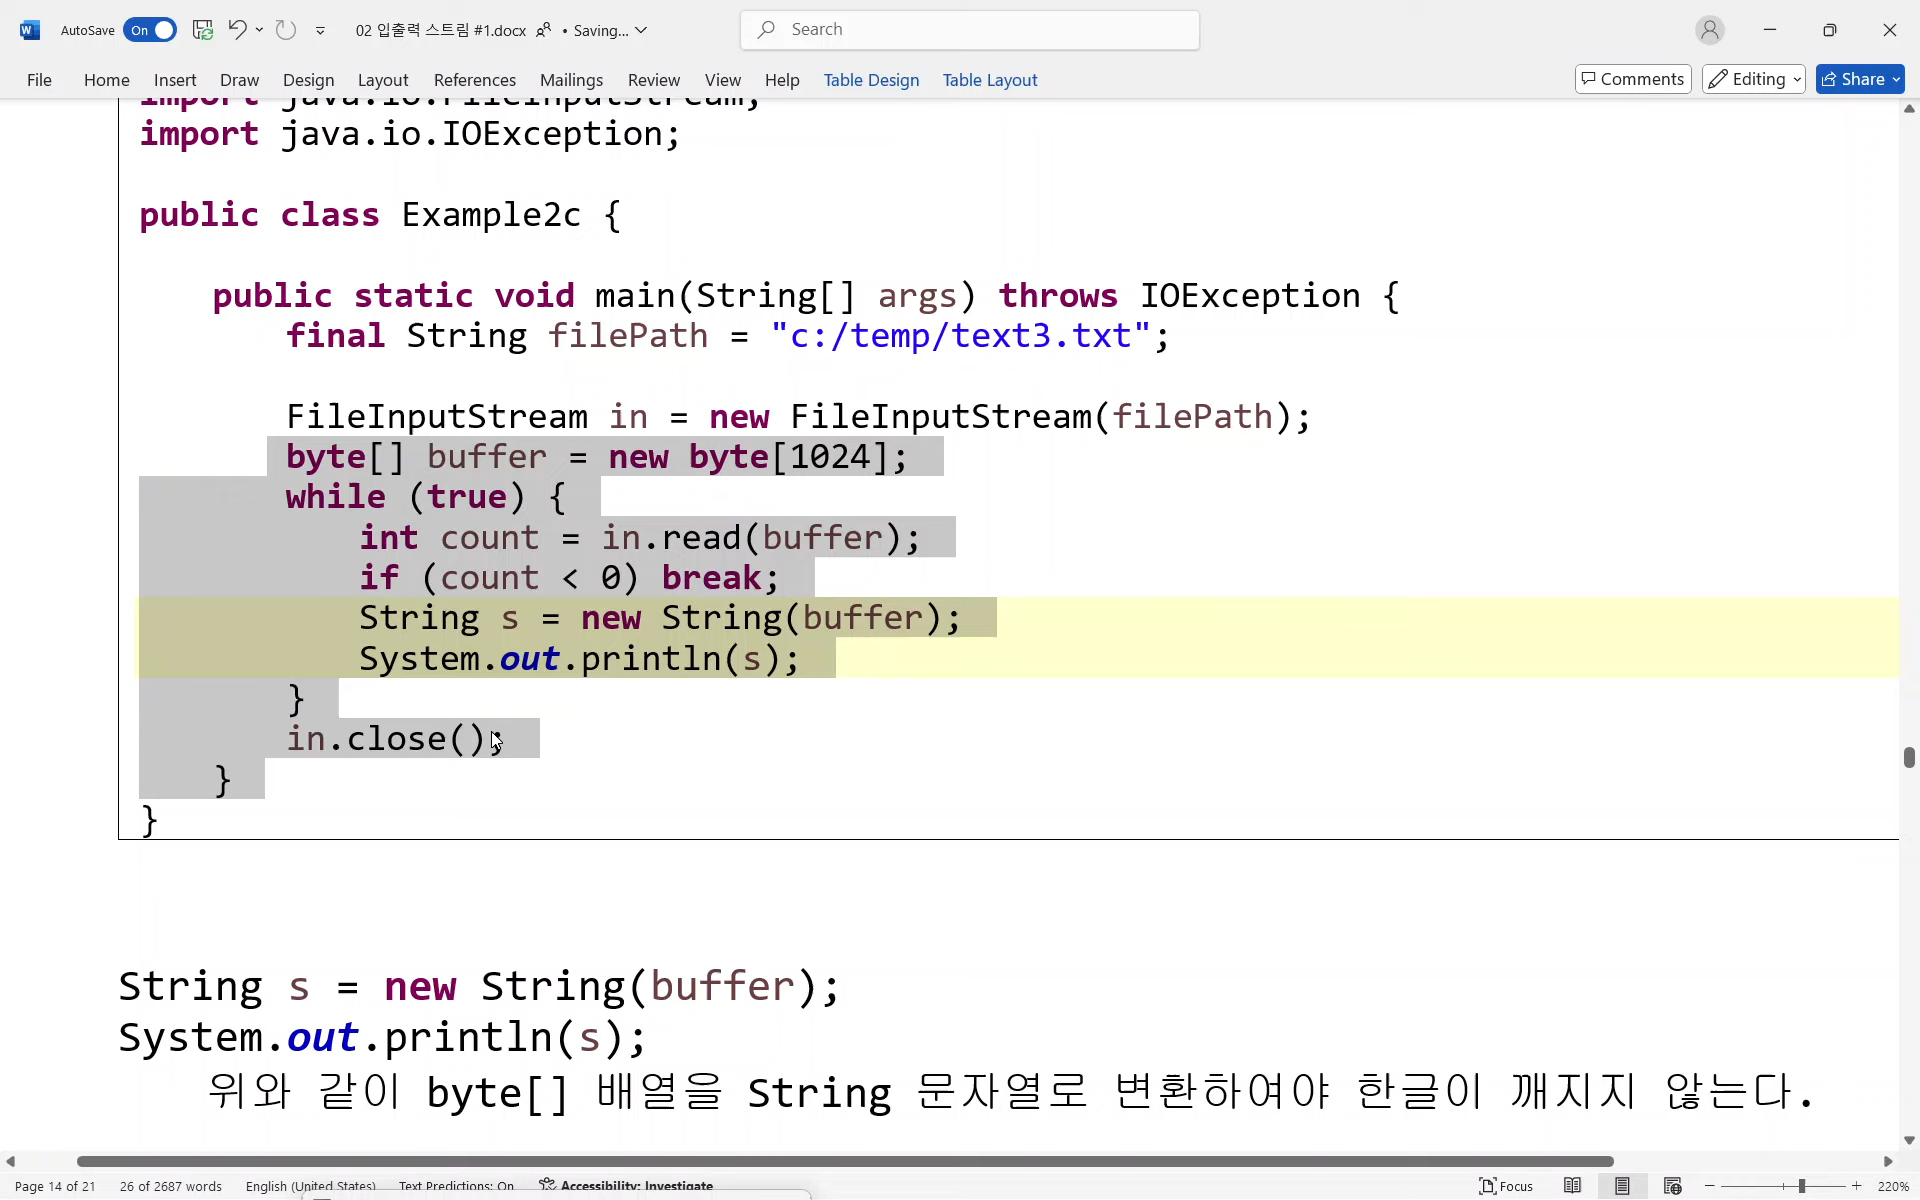 AutoSave On 02 입출력 스트림 #1.docx • Saving... Search
File Home Insert Draw Design Layout References Mailings Review View Help Table Design Table Layout Comments Editing Share
import java.io.FileInputStream;
import java.io.IOException;
public class Example2c {
public static void main(String[] args) throws IOException {
final String filePath = "c:/temp/text3.txt";
FileInputStream in = new FileInputStream(filePath);
byte[] buffer = new byte[1024];
while (true) {
int count = in.read(buffer);
if (count < 0) break;
String s = new String(buffer);
System.out.println(s);
}
in.close();
}
}
String s = new String(buffer);
System.out.println(s);
위와 같이 byte[] 배열을 String 문자열로 변환하여야 한글이 깨지지 않는다.
Page 14 of 21 26 of 2687 words English (United States) Text Predictions: On Accessibility: Investigate Focus 220%